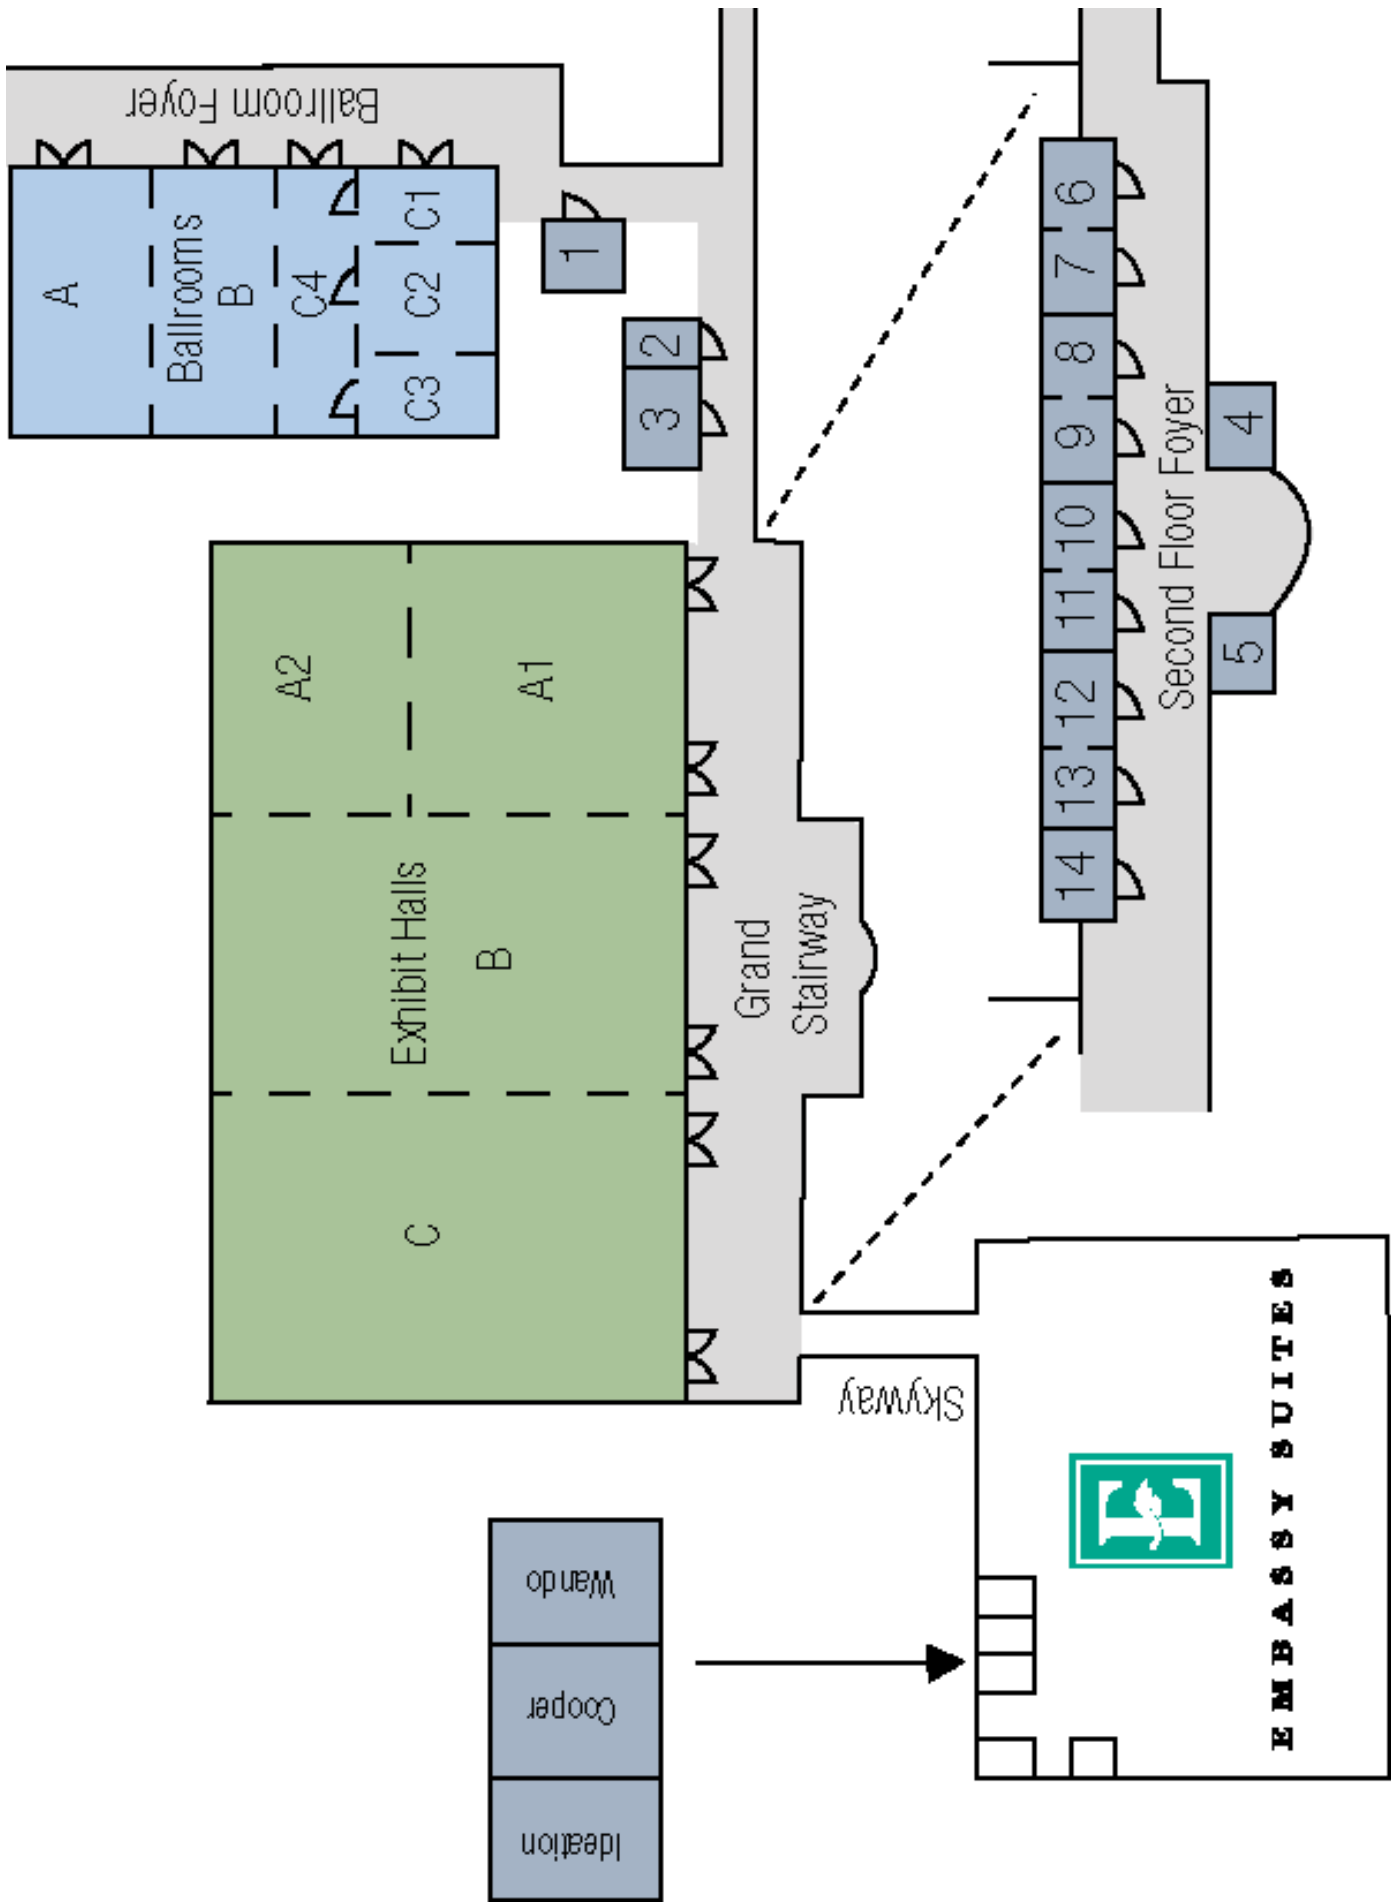 Ballroom Foyer
A
Ballrooms
B
C4
C1
C2
C3
1
2
3
A2
A1
Exhibit Halls
B
C
Grand
Stairway
6
7
8
9
10
11
12
13
14
Second Floor Foyer
4
5
Skyway
Wando
Cooper
Ideation
E
EMBASSY SUITES